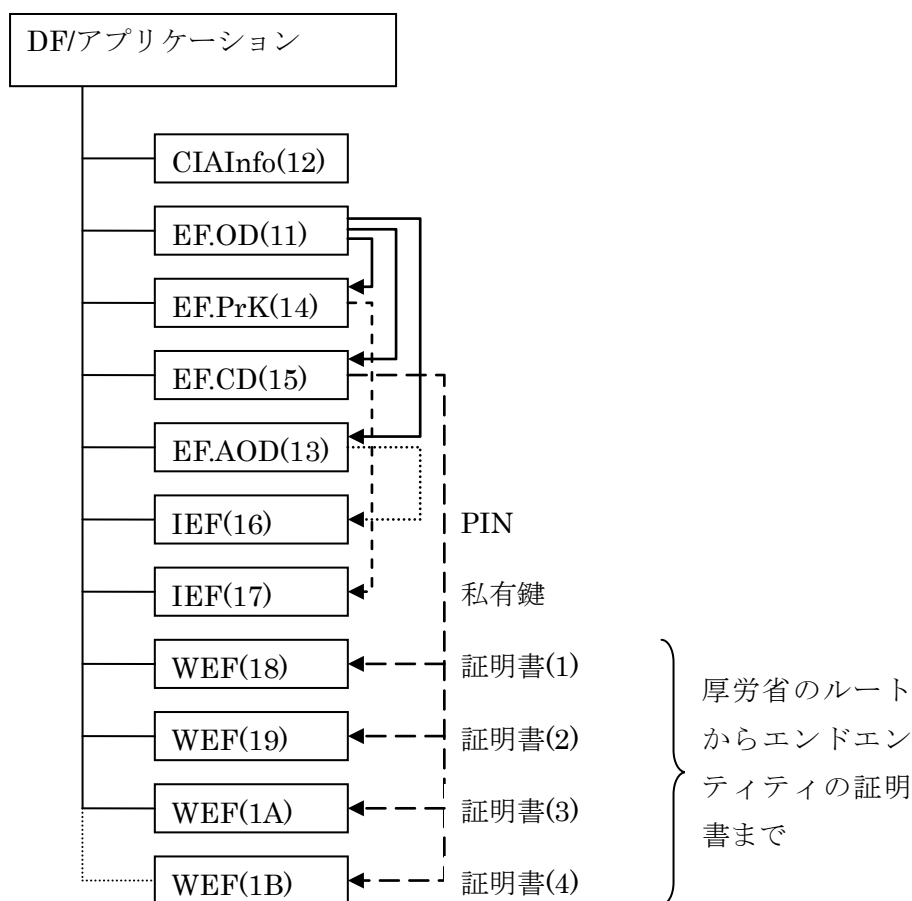 DF/アプリケーション
CIAInfo(12)
EF.OD(11)
EF.PrK(14)
EF.CD(15)
EF.AOD(13)
IEF(16)
PIN
IEF(17)
私有鍵
WEF(18)
証明書(1)
WEF(19)
証明書(2)
WEF(1A)
証明書(3)
WEF(1B)
証明書(4)
厚労省のルート
からエンドエン
ティティの証明
書まで